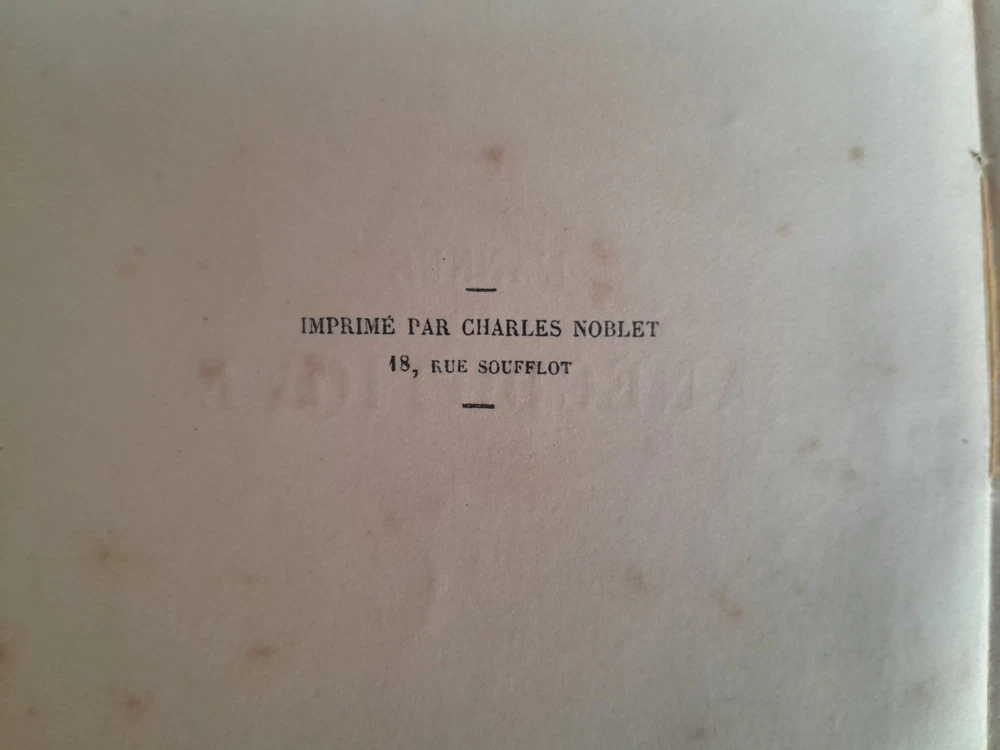 IMPRIMÉ PAR CHARLES NOBLET
18, RUE SOUFFLOT